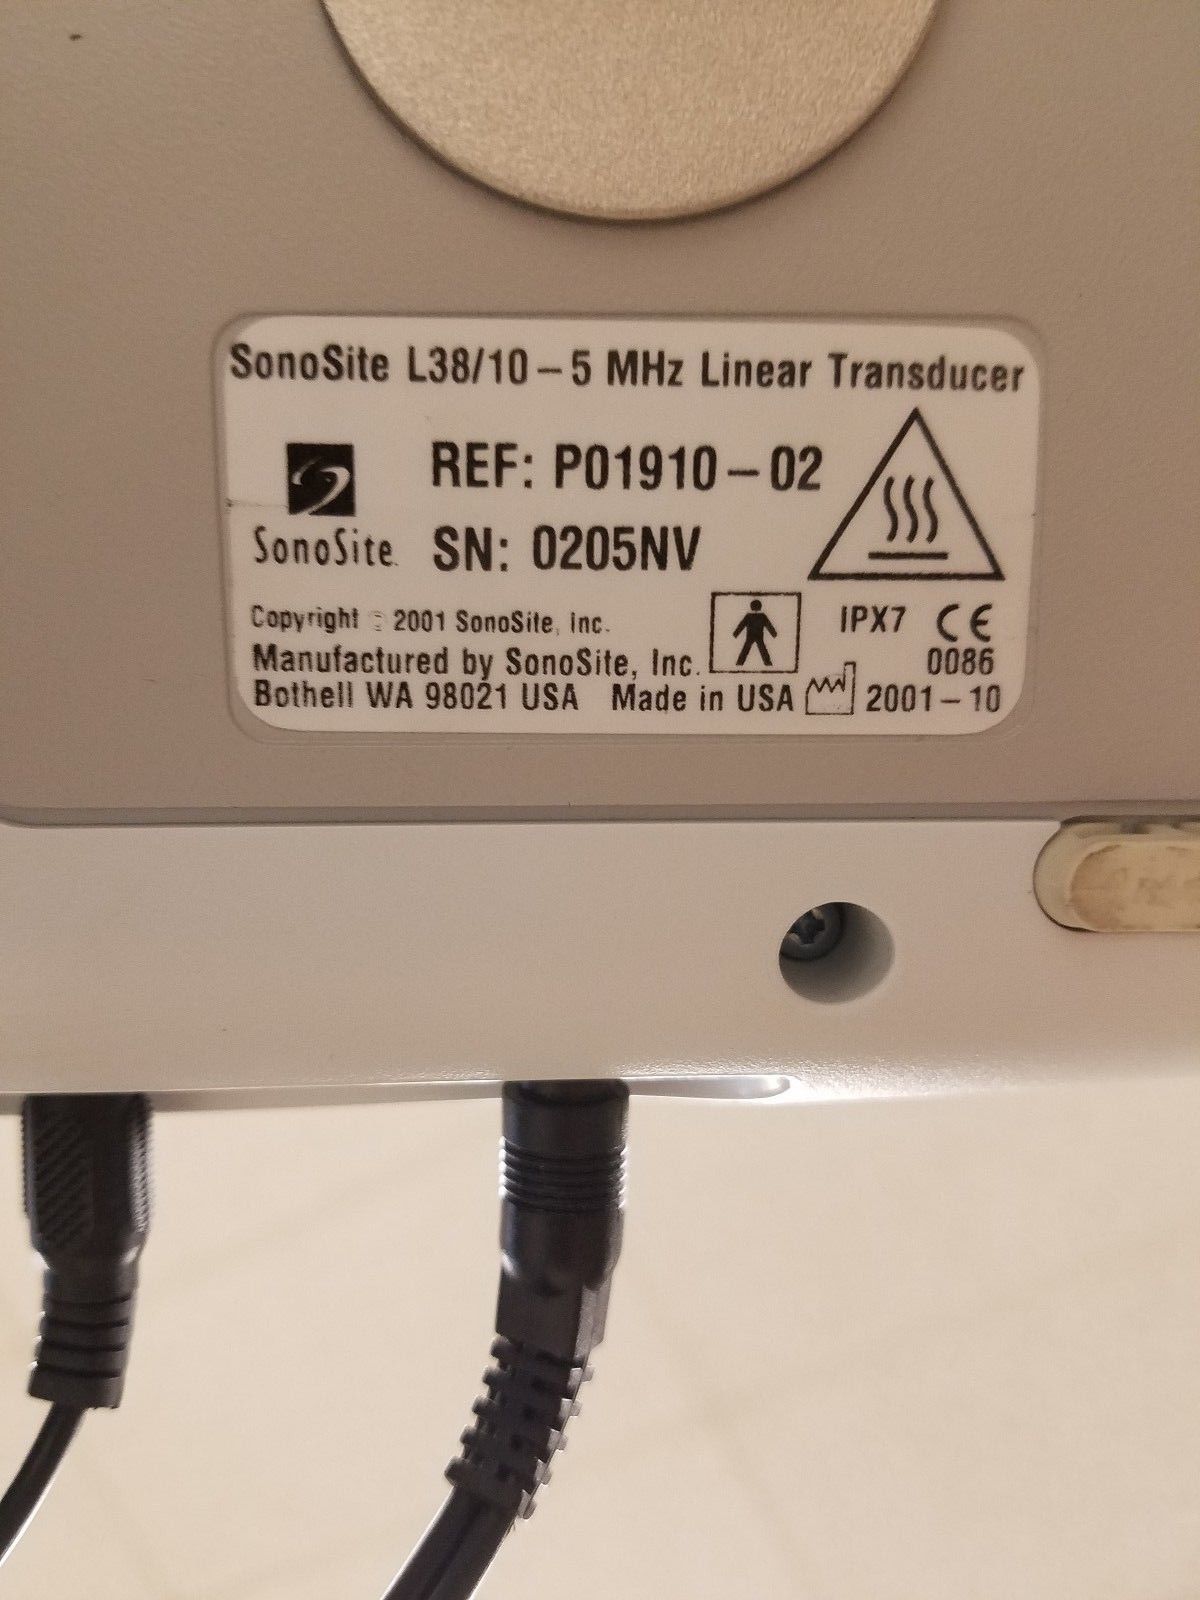 SonoSite L38/10-5 MHz Linear Transducer
REF: P01910-02
SonoSite SN: 0205NV
Copyright © 2001 SonoSite, Inc.
IPX7 CE
Manufactured by SonoSite, Inc.
0086
Bothell WA 98021 USA Made in USA 2001-10